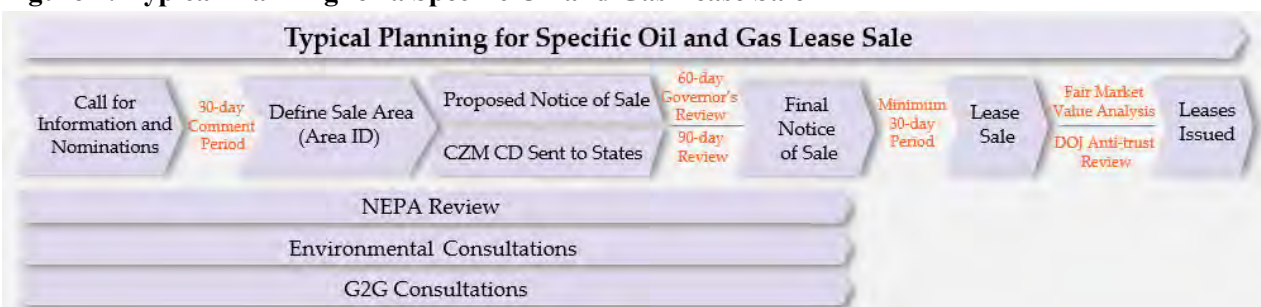 Typical Planning for Specific Oil and Gas Lease Sale
Call for
Information and
Nominations
30-day
Comment
Period
Define Sale Area
(Area ID)
Proposed Notice of Sale
CZM CD Sent to States
60-day
Governor's
Review
90-day
Review
Final
Notice
of Sale
Minimum
30-day
Period
Lease
Sale
Fair Market
Value Analysis
DOJ Anti-trust
Review
Leases
Issued
NEPA Review
Environmental Consultations
G2G Consultations